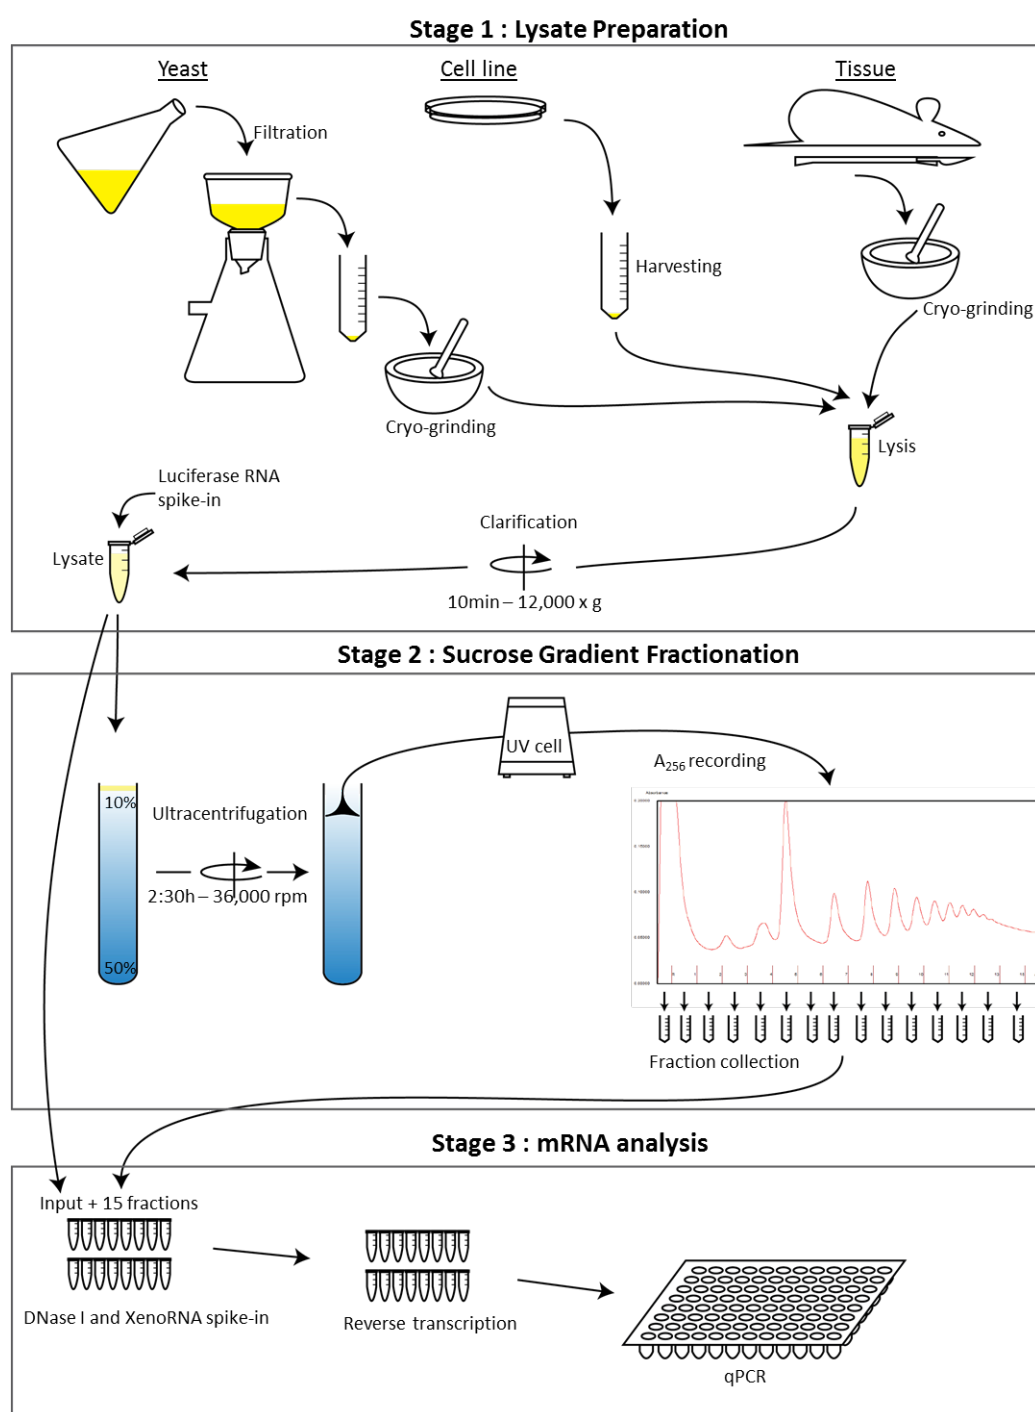 Stage 1 : Lysate Preparation
Yeast
Cell line
Tissue
Filtration
Harvesting
Cryo-grinding
Cryo-grinding
Lysis
Luciferase RNA
spike-in
Lysate
Clarification
10min – 12,000 x g
Stage 2 : Sucrose Gradient Fractionation
UV cell
A256 recording
10%
Ultracentrifugation
2:30h – 36,000 rpm
50%
Fraction collection
Stage 3 : mRNA analysis
Input + 15 fractions
DNase I and XenoRNA spike-in
Reverse transcription
qPCR